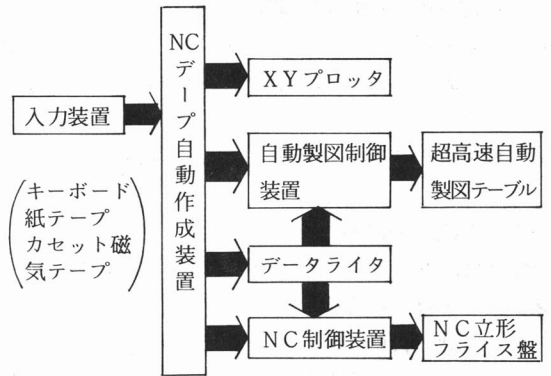 入力装置
キーボード
紙テープ
カセット磁
気テープ
NCデープ自動作成装置
XYプロッタ
自動製図制御
装置
超高速自動
製図テーブル
データライタ
NC制御装置
NC立形
フライス盤